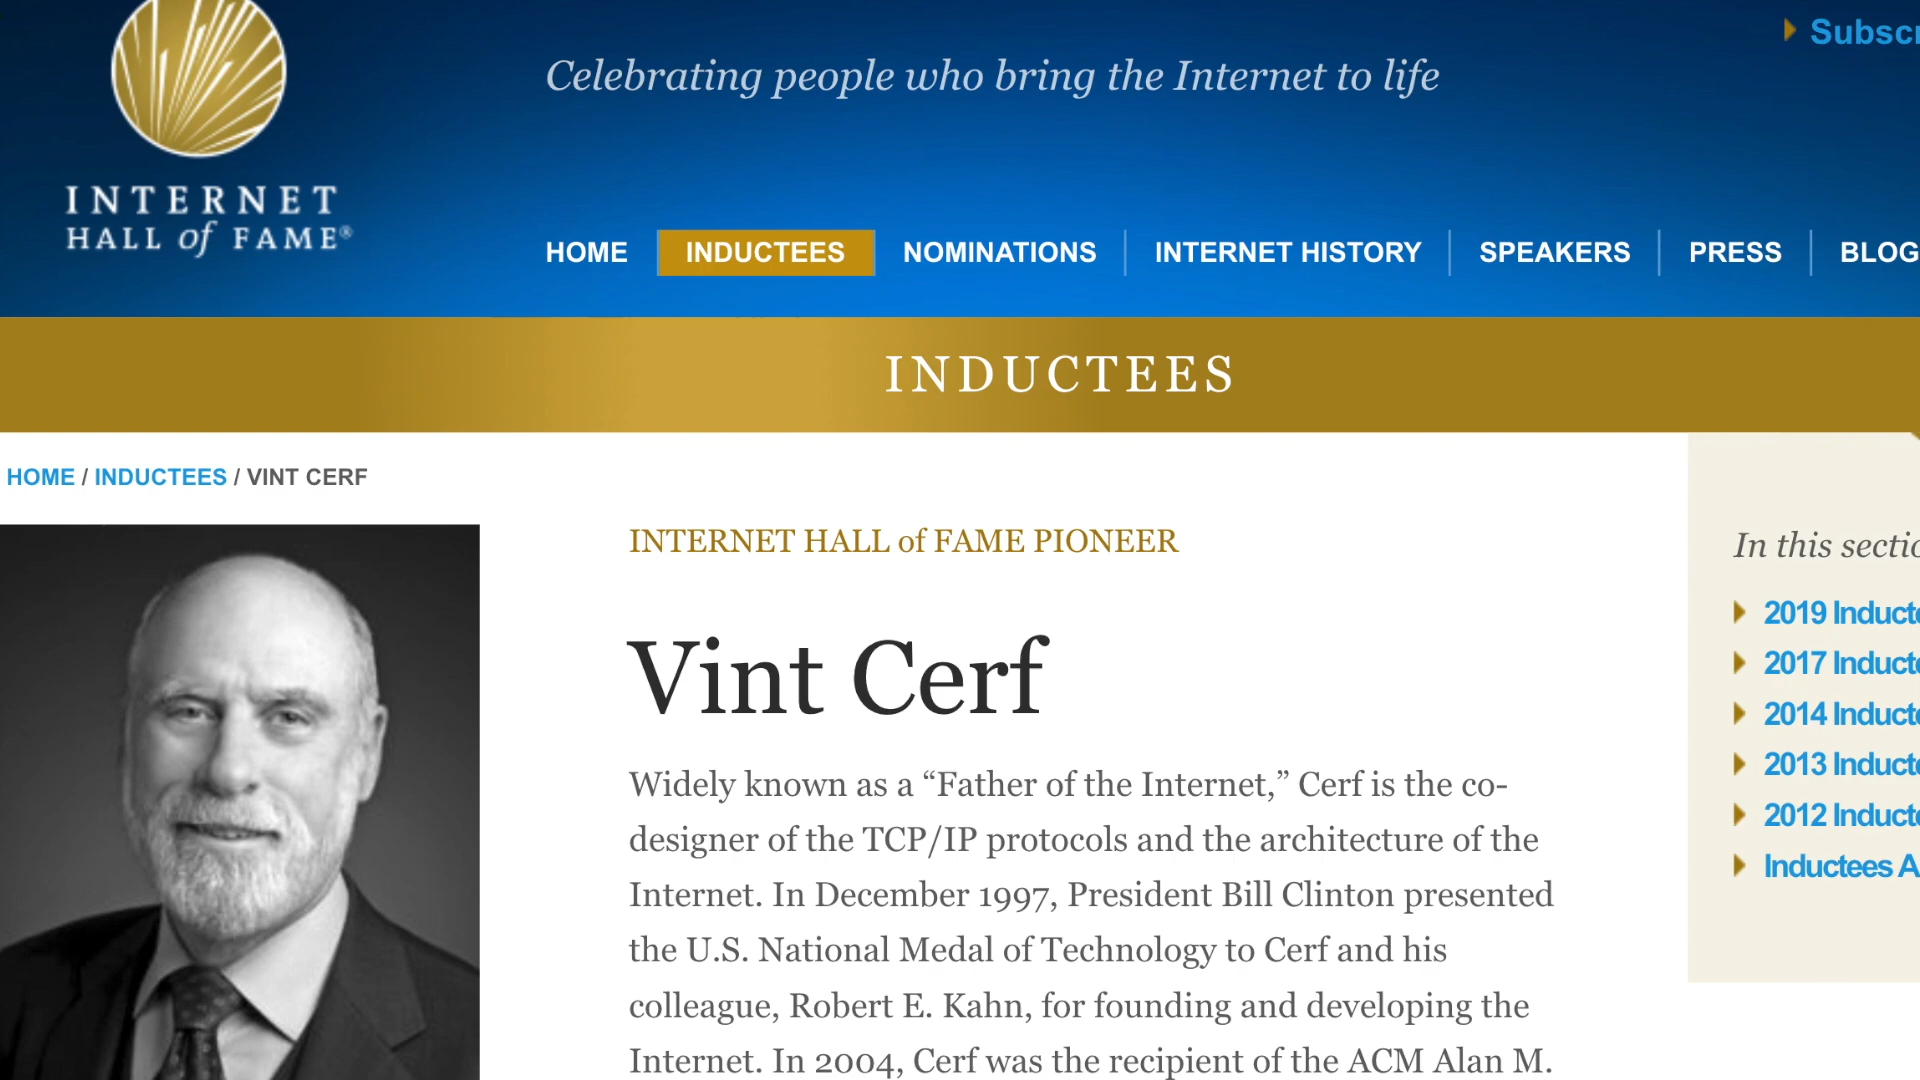 Subscr
Celebrating people who bring the Internet to life
INTERNET
HALL of FAME®
HOME INDUCTEES NOMINATIONS INTERNET HISTORY SPEAKERS PRESS BLOG
INDUCTEES
HOME / INDUCTEES / VINT CERF
INTERNET HALL of FAME PIONEER
Vint Cerf
Widely known as a “Father of the Internet,” Cerf is the co-
designer of the TCP/IP protocols and the architecture of the
Internet. In December 1997, President Bill Clinton presented
the U.S. National Medal of Technology to Cerf and his
colleague, Robert E. Kahn, for founding and developing the
Internet. In 2004, Cerf was the recipient of the ACM Alan M.
In this sectio
2019 Inducte
2017 Inducte
2014 Inducte
2013 Inducte
2012 Inducte
Inductees A